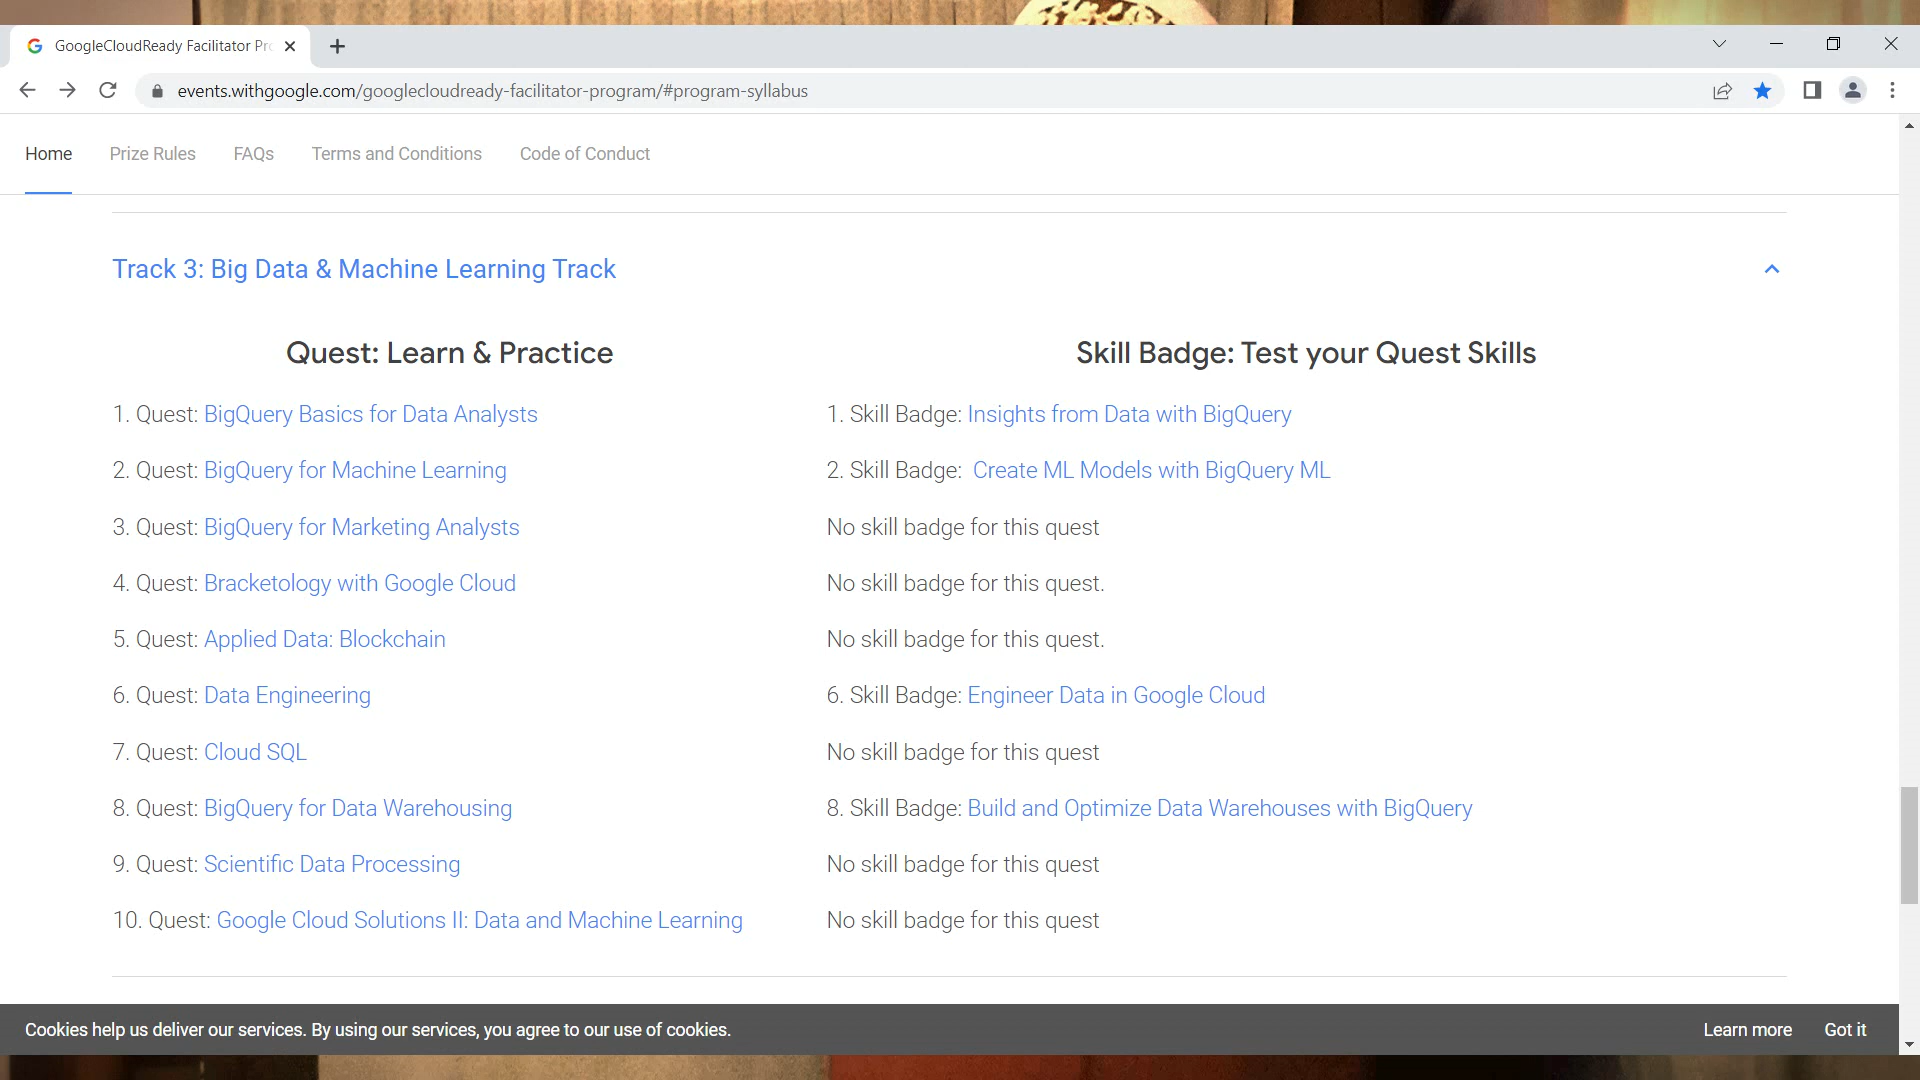 GoogleCloudReady Facilitator Pro
events.withgoogle.com/googlecloudready-facilitator-program/#program-syllabus
Home Prize Rules FAQs Terms and Conditions Code of Conduct
Track 3: Big Data & Machine Learning Track
Quest: Learn & Practice Skill Badge: Test your Quest Skills
1. Quest: BigQuery Basics for Data Analysts 1. Skill Badge: Insights from Data with BigQuery
2. Quest: BigQuery for Machine Learning 2. Skill Badge: Create ML Models with BigQuery ML
3. Quest: BigQuery for Marketing Analysts No skill badge for this quest
4. Quest: Bracketology with Google Cloud No skill badge for this quest.
5. Quest: Applied Data: Blockchain No skill badge for this quest.
6. Quest: Data Engineering 6. Skill Badge: Engineer Data in Google Cloud
7. Quest: Cloud SQL No skill badge for this quest
8. Quest: BigQuery for Data Warehousing 8. Skill Badge: Build and Optimize Data Warehouses with BigQuery
9. Quest: Scientific Data Processing No skill badge for this quest
10. Quest: Google Cloud Solutions II: Data and Machine Learning No skill badge for this quest
Cookies help us deliver our services. By using our services, you agree to our use of cookies. Learn more Got it